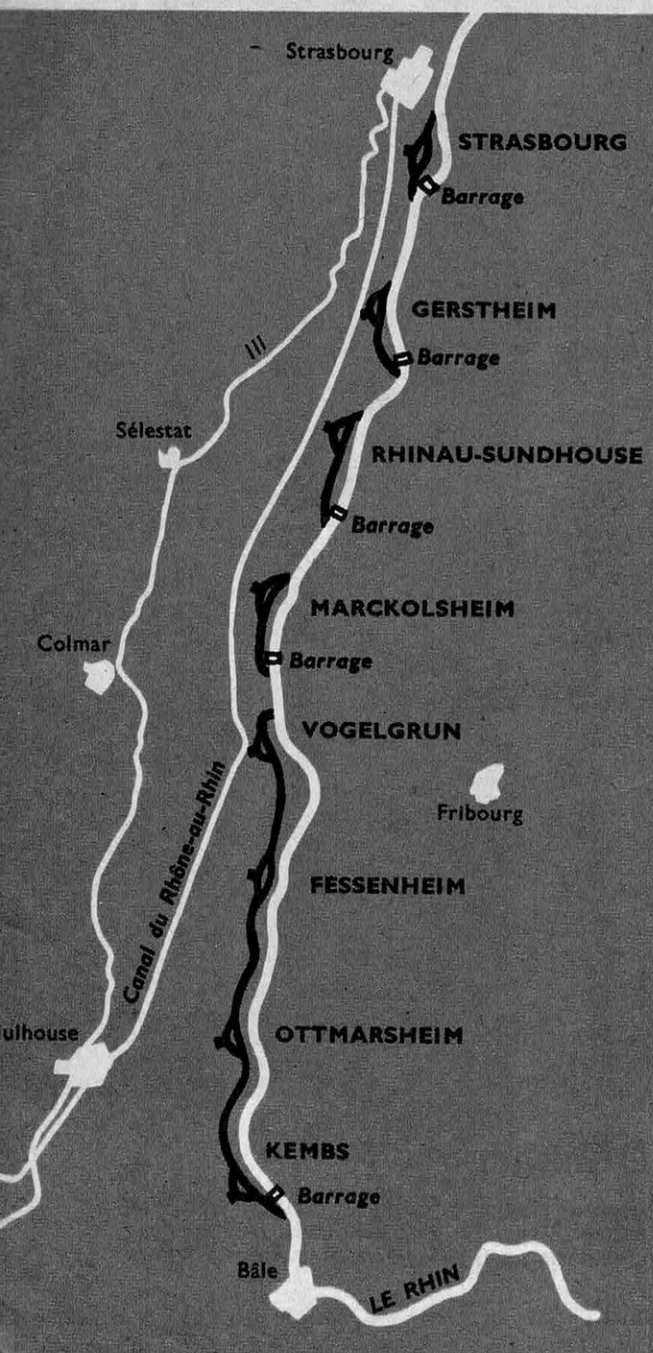 Strasbourg
STRASBOURG
Barrage
GERSTHEIM
Barrage
Ill
Sélestat
RHINAU-SUNDHOUSE
Barrage
MARCKOLSHEIM
Colmar
Barrage
VOGELGRUN
Fribourg
Canal du Rhône-au-Rhin
FESSENHEIM
ulhouse
OTTMARSHEIM
KEMBS
Barrage
Bâle
LE RHIN